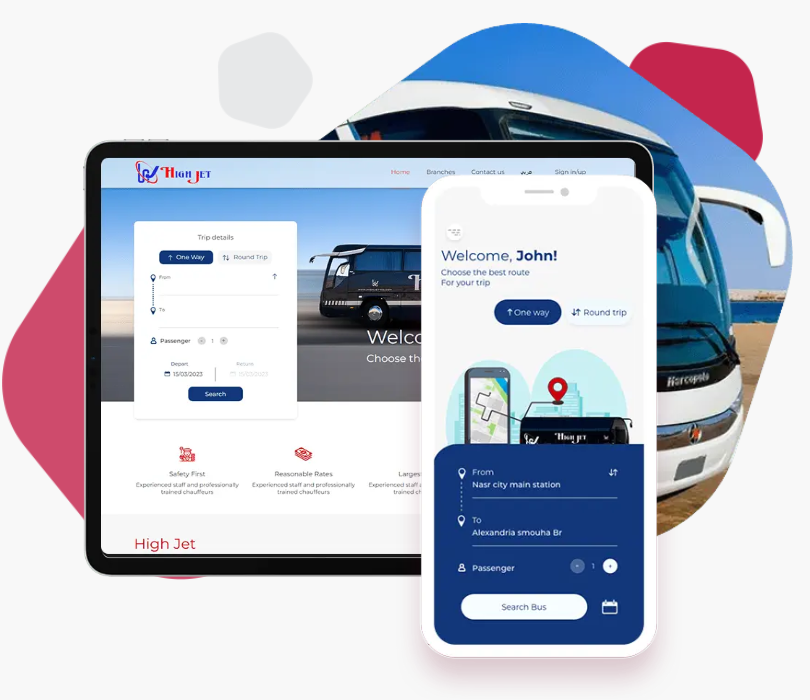 HIGH JET
Home
Branches
Contact us
عربي
Sign in/up
Trip details
One Way
Round Trip
From
To
Passenger
1
Depart
Return
15/03/2023
Search
Welco
Choose th
Safety First
Experienced staff and professionally
trained chauffeurs
Reasonable Rates
Experienced staff and professionally
trained chauffeurs
Larges
Experienced staff a
trained ch
High Jet
Welcome, John!
Choose the best route
For your trip
One way
Round trip
HIGH JET
From
Nasr city main station
To
Alexandria smouha Br
Passenger
1
Search Bus
Marcopolo